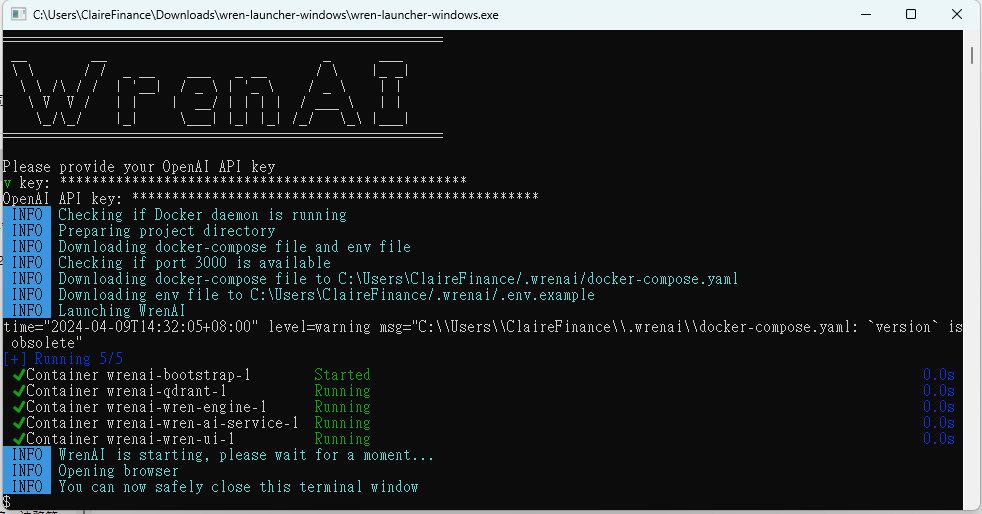 C:\Users\ClaireFinance\Downloads\wren-launcher-windows\wren-launcher-windows.exe
WrenAI
Please provide your OpenAI API key
v key: ***************************************************
OpenAI API key: ***************************************************
INFO Checking if Docker daemon is running
INFO Preparing project directory
INFO Downloading docker-compose file and env file
INFO Checking if port 3000 is available
INFO Downloading docker-compose file to C:\Users\ClaireFinance/.wrenai/docker-compose.yaml
INFO Downloading env file to C:\Users\ClaireFinance/.wrenai/.env.example
INFO Launching WrenAI
time="2024-04-09T14:32:05+08:00" level=warning msg="C:\\Users\\ClaireFinance\\.wrenai\\docker-compose.yaml: `version` is
obsolete"
[+] Running 5/5
✔Container wrenai-bootstrap-1 Started 0.0s
✔Container wrenai-qdrant-1 Running 0.0s
✔Container wrenai-wren-engine-1 Running 0.0s
✔Container wrenai-wren-ai-service-1 Running 0.0s
✔Container wrenai-wren-ui-1 Running 0.0s
INFO WrenAI is starting, please wait for a moment...
INFO Opening browser
INFO You can now safely close this terminal window
$